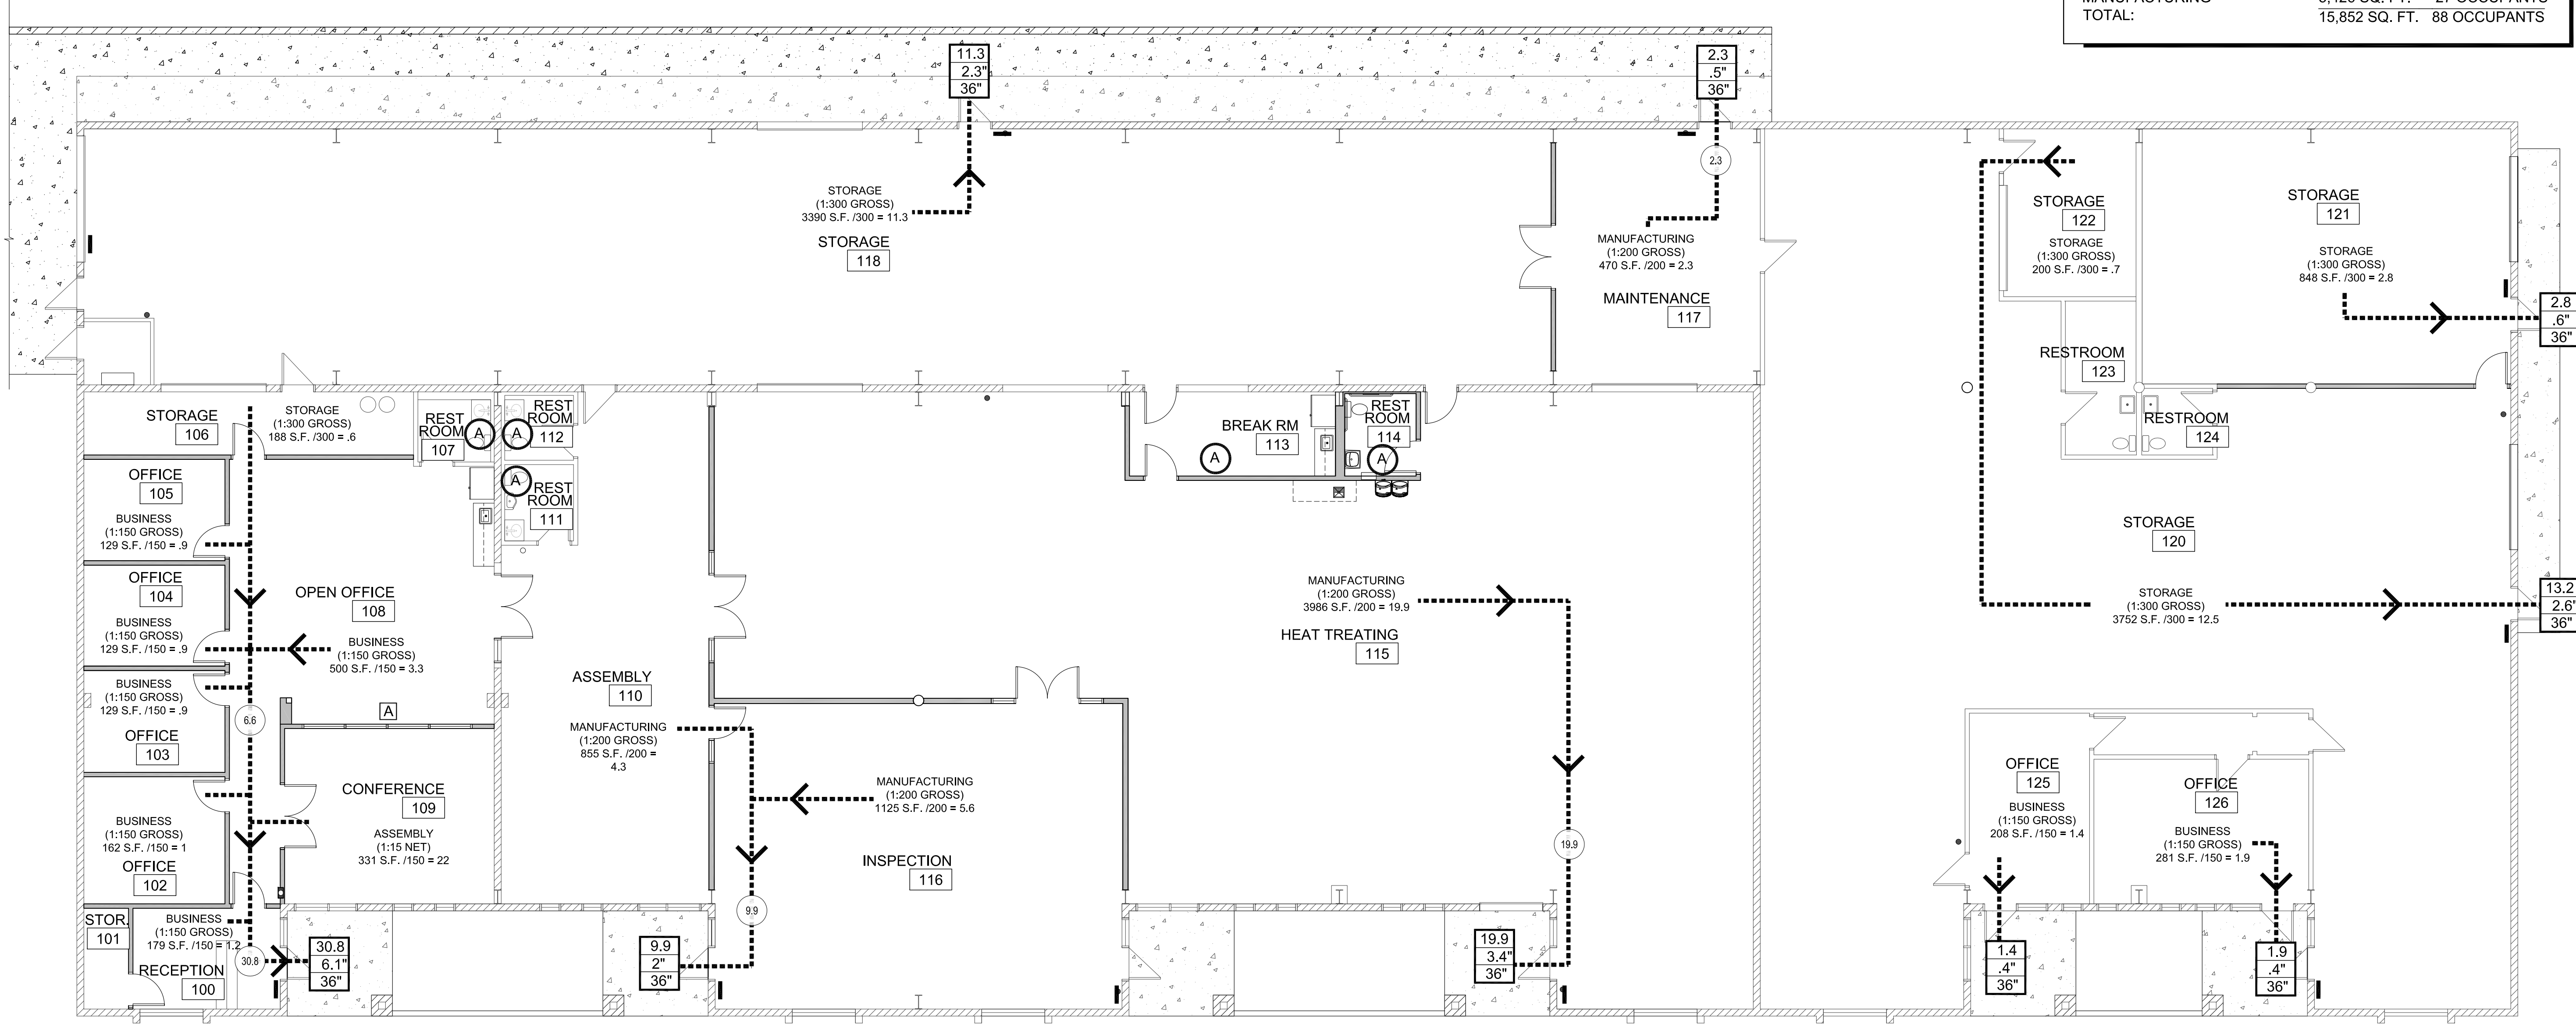 TOTAL:
15,852 SQ. FT. 88 OCCUPANTS
11.3
2.3"
36"
2.3
.5"
36"
2.3
STORAGE
(1:300 GROSS)
3390 S.F. /300 = 11.3
STORAGE
118
MANUFACTURING
(1:200 GROSS)
470 S.F. /200 = 2.3
MAINTENANCE
117
STORAGE
122
STORAGE
(1:300 GROSS)
200 S.F. /300 = .7
STORAGE
121
STORAGE
(1:300 GROSS)
848 S.F. /300 = 2.8
2.8
.6"
36"
RESTROOM
123
RESTROOM
124
STORAGE
106
STORAGE
(1:300 GROSS)
188 S.F. /300 = .6
REST
ROOM
107
A
REST
ROOM
112
A
A
REST
ROOM
111
BREAK RM
113
A
REST
ROOM
114
A
OFFICE
105
BUSINESS
(1:150 GROSS)
129 S.F. /150 = .9
OFFICE
104
BUSINESS
(1:150 GROSS)
129 S.F. /150 = .9
BUSINESS
(1:150 GROSS)
129 S.F. /150 = .9
OFFICE
103
OPEN OFFICE
108
BUSINESS
(1:150 GROSS)
500 S.F. /150 = 3.3
6.6
A
BUSINESS
(1:150 GROSS)
162 S.F. /150 = 1
OFFICE
102
CONFERENCE
109
ASSEMBLY
(1:15 NET)
331 S.F. /150 = 22
ASSEMBLY
110
MANUFACTURING
(1:200 GROSS)
855 S.F. /200 =
4.3
MANUFACTURING
(1:200 GROSS)
1125 S.F. /200 = 5.6
INSPECTION
116
MANUFACTURING
(1:200 GROSS)
3986 S.F. /200 = 19.9
HEAT TREATING
115
19.9
STORAGE
120
STORAGE
(1:300 GROSS)
3752 S.F. /300 = 12.5
13.2
2.6"
36"
OFFICE
125
BUSINESS
(1:150 GROSS)
208 S.F. /150 = 1.4
OFFICE
126
BUSINESS
(1:150 GROSS)
281 S.F. /150 = 1.9
STOR.
101
BUSINESS
(1:150 GROSS)
179 S.F. /150 = 1.2
RECEPTION
100
30.8
30.8
6.1"
36"
9.9
9.9
2"
36"
19.9
3.4"
36"
1.4
.4"
36"
1.9
.4"
36"